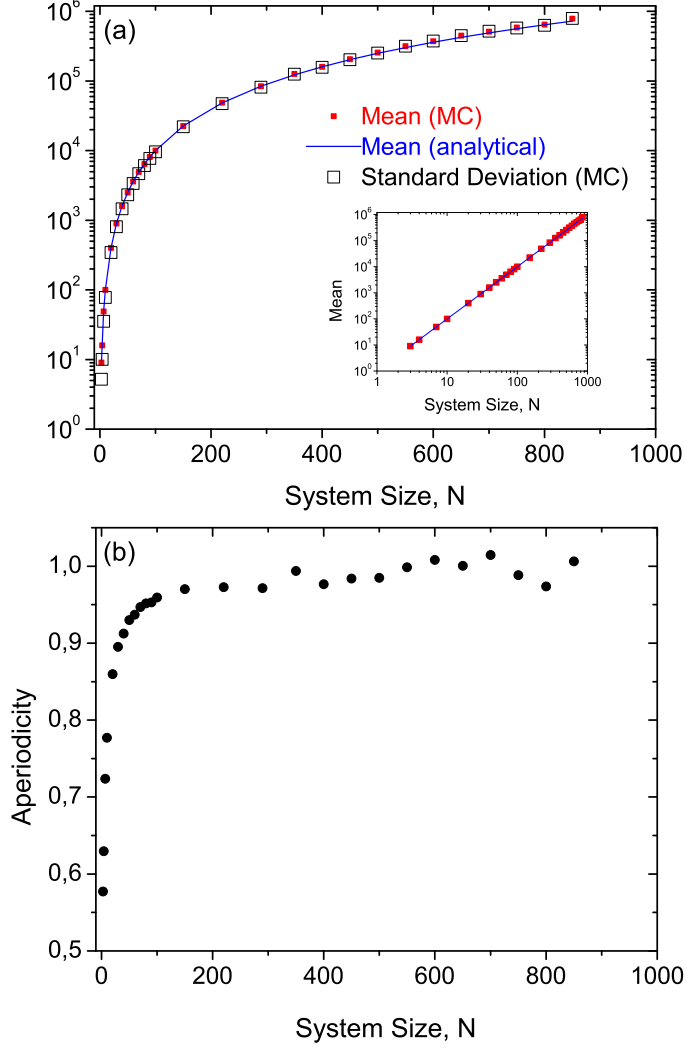 (a)
10^6
10^5
10^4
10^3
10^2
10^1
10^0
Mean (MC)
Mean (analytical)
Standard Deviation (MC)
Mean
10^6
10^5
10^4
10^3
10^2
10^1
10^0
1 10 100 1000
System Size, N
0 200 400 600 800 1000
System Size, N
(b)
Aperiodicity
1,0
0,9
0,8
0,7
0,6
0,5
0 200 400 600 800 1000
System Size, N